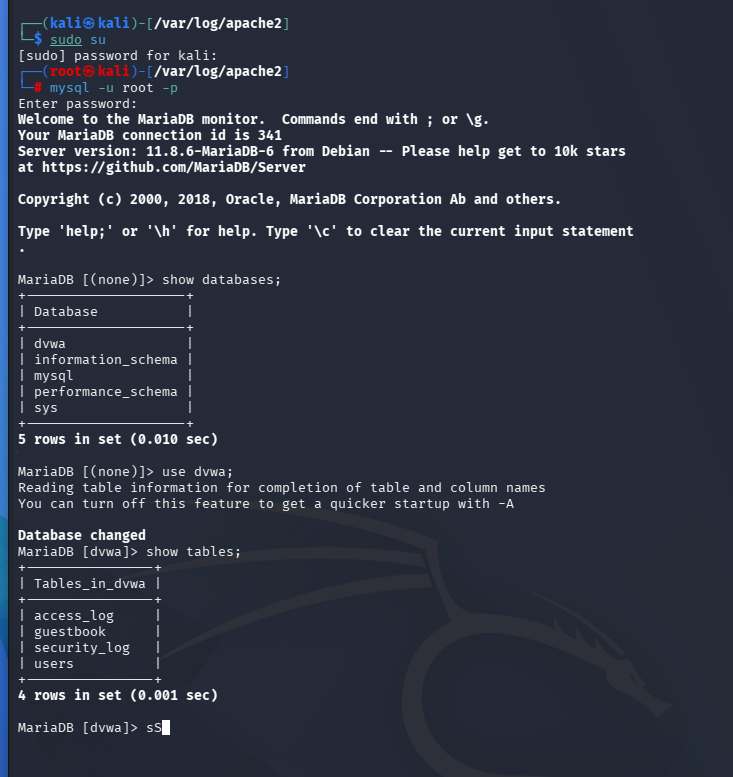 ┌──(kali㉿kali)-[/var/log/apache2]
└─$ sudo su
[sudo] password for kali:
┌──(root㉿kali)-[/var/log/apache2]
└─# mysql -u root -p
Enter password:
Welcome to the MariaDB monitor.  Commands end with ; or \g.
Your MariaDB connection id is 341
Server version: 11.8.6-MariaDB-6 from Debian -- Please help get to 10k stars
at https://github.com/MariaDB/Server

Copyright (c) 2000, 2018, Oracle, MariaDB Corporation Ab and others.

Type 'help;' or '\h' for help. Type '\c' to clear the current input statement
.

MariaDB [(none)]> show databases;
+--------------------+
| Database           |
+--------------------+
| dvwa               |
| information_schema |
| mysql              |
| performance_schema |
| sys                |
+--------------------+
5 rows in set (0.010 sec)

MariaDB [(none)]> use dvwa;
Reading table information for completion of table and column names
You can turn off this feature to get a quicker startup with -A

Database changed
MariaDB [dvwa]> show tables;
+----------------+
| Tables_in_dvwa |
+----------------+
| access_log     |
| guestbook      |
| security_log   |
| users          |
+----------------+
4 rows in set (0.001 sec)

MariaDB [dvwa]> sS